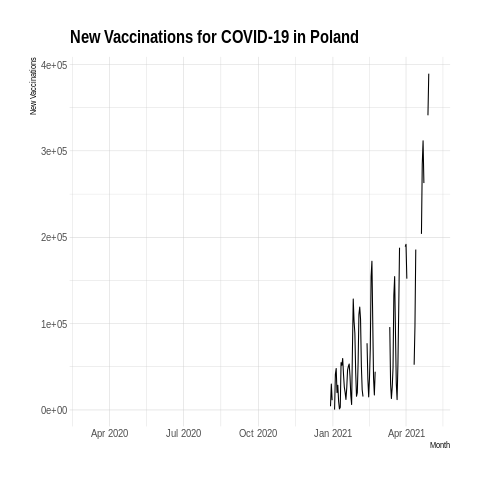 New Vaccinations for COVID-19 in Poland
New Vaccinations
4e+05
3e+05
2e+05
1e+05
0e+00
Apr 2020 Jul 2020 Oct 2020 Jan 2021 Apr 2021
Month